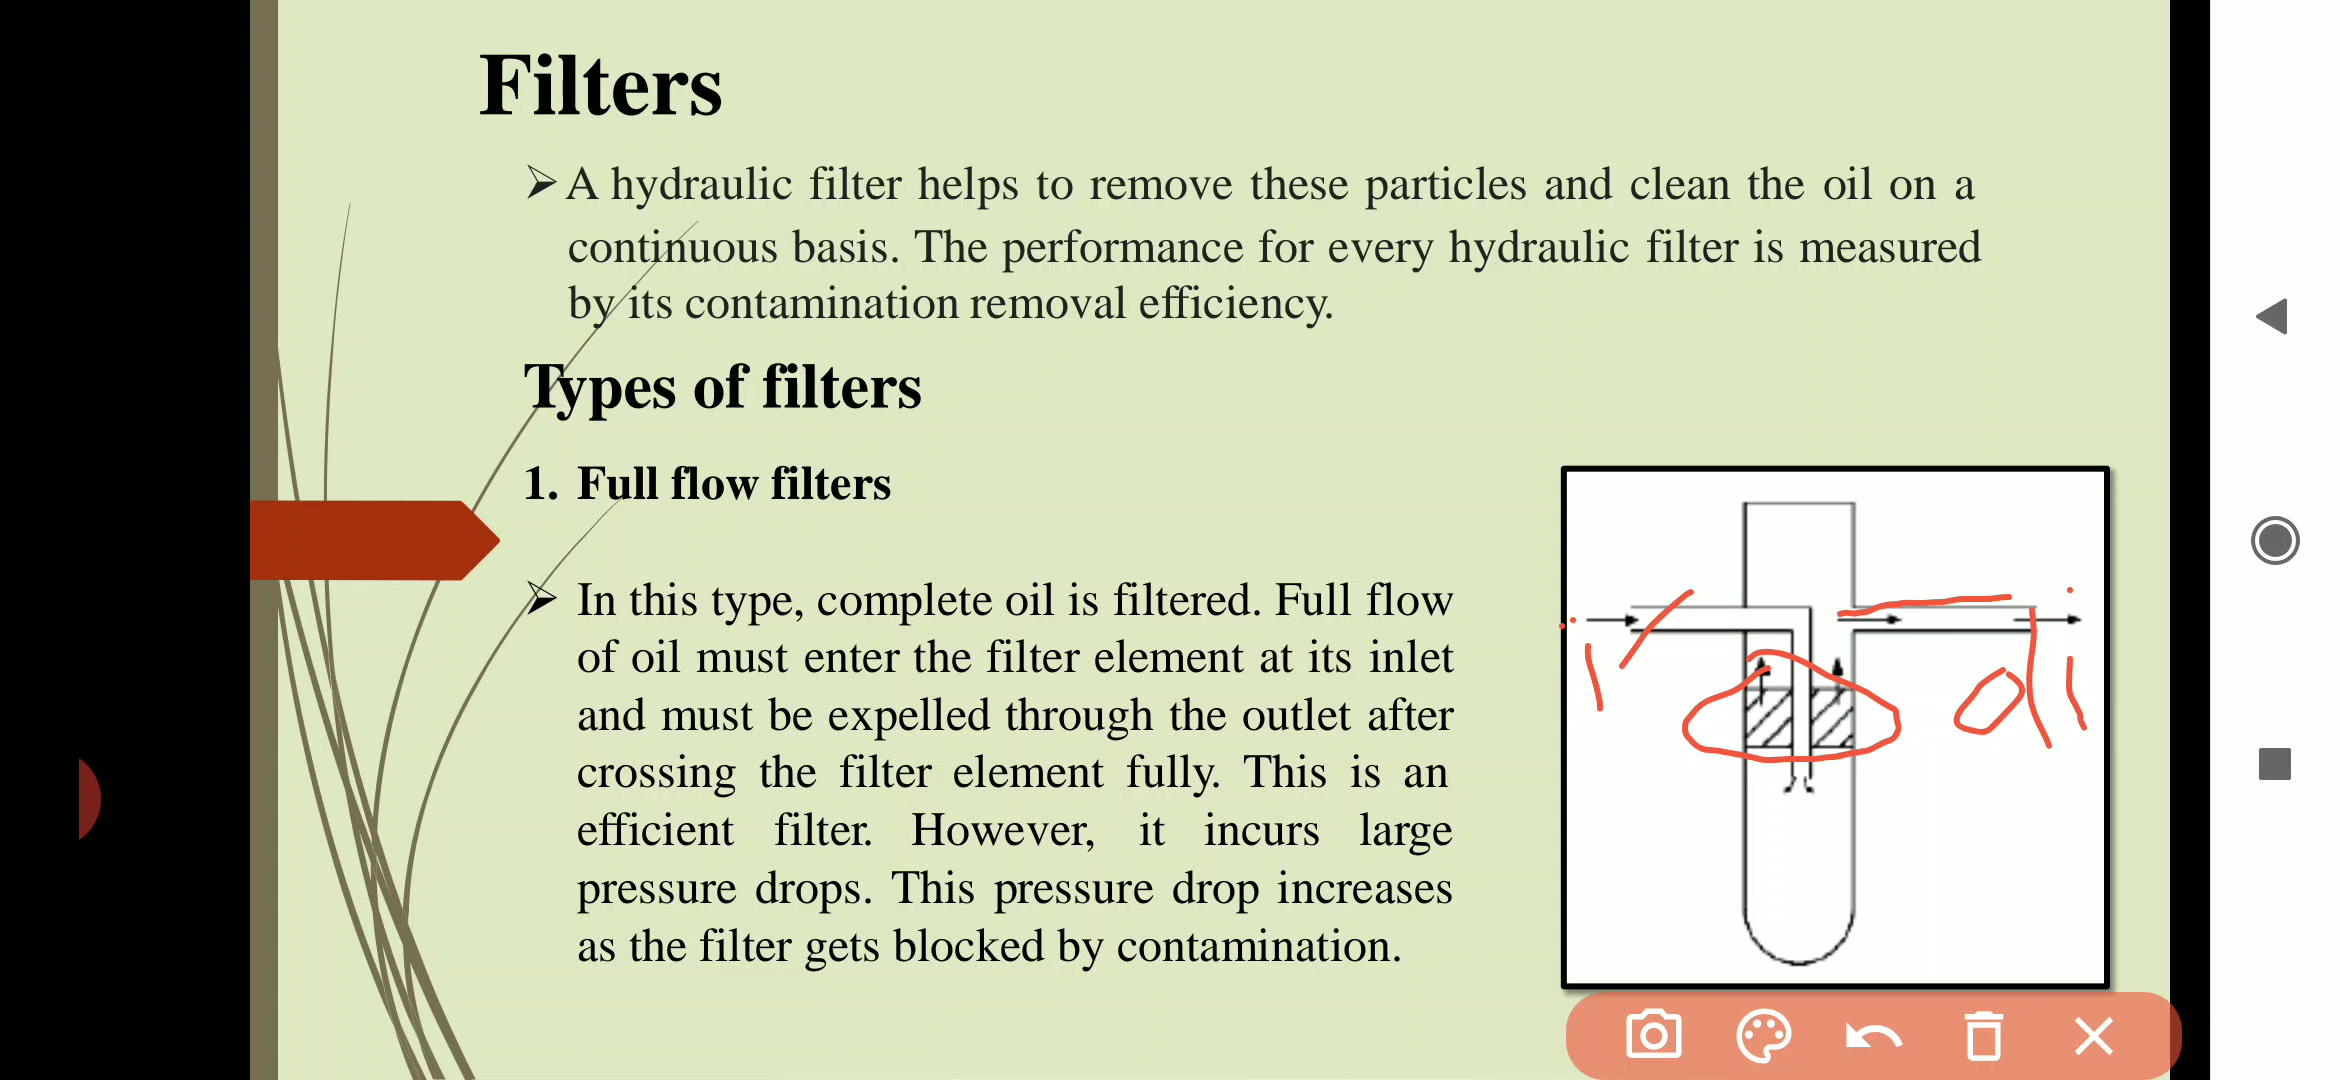 Filters
➢ A hydraulic filter helps to remove these particles and clean the oil on a
continuous basis. The performance for every hydraulic filter is measured
by its contamination removal efficiency.
Types of filters
1. Full flow filters
➢ In this type, complete oil is filtered. Full flow
of oil must enter the filter element at its inlet
and must be expelled through the outlet after
crossing the filter element fully. This is an
efficient filter. However, it incurs large
pressure drops. This pressure drop increases
as the filter gets blocked by contamination.